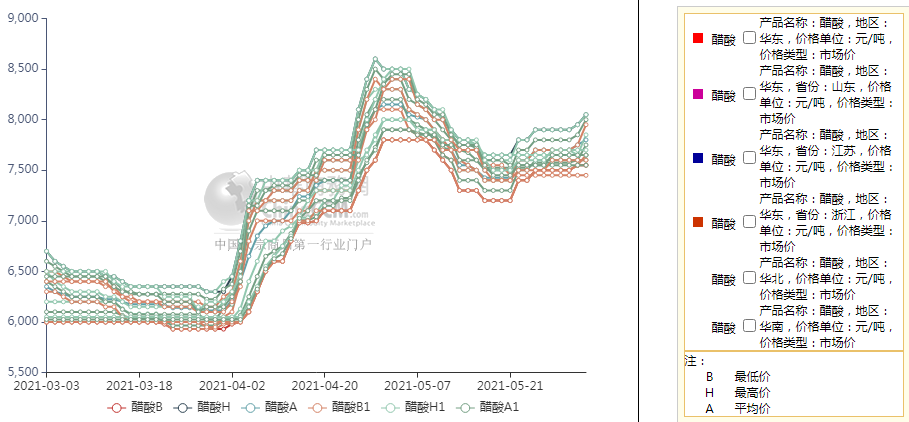 9,000
8,500
8,000
7,500
7,000
6,500
6,000
5,500
2021-03-03
2021-03-18
2021-04-02
2021-04-20
2021-05-07
2021-05-21
中国
宗商
第一行业门户
Marketplace
醋酸B
醋酸H
醋酸A
醋酸B1
醋酸H1
醋酸A1
醋酸
产品名称：醋酸，地区：
华东，价格单位：元/吨，
价格类型：市场价
醋酸
产品名称：醋酸，地区：
华东，省份：山东，价格
单位：元/吨，价格类型：
市场价
醋酸
产品名称：醋酸，地区：
华东，省份：江苏，价格
单位：元/吨，价格类型：
市场价
醋酸
产品名称：醋酸，地区：
华东，省份：浙江，价格
单位：元/吨，价格类型：
市场价
醋酸
产品名称：醋酸，地区：
华北，价格单位：元/吨，
价格类型：市场价
醋酸
产品名称：醋酸，地区：
华南，价格单位：元/吨，
价格类型：市场价
注：
B 最低价
H 最高价
A 平均价